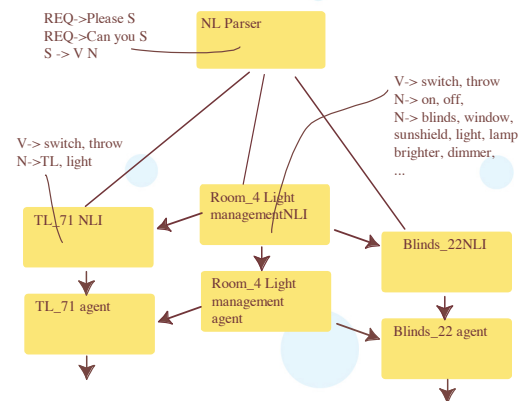 REQ->Please S
REQ->Can you S
S -> V N
NL Parser
V-> switch, throw
N-> on, off,
N-> blinds, window,
sunshield, light, lamp
brighter, dimmer,
...
V-> switch, throw
N->TL, light
TL_71 NLI
Room_4 Light
managementNLI
Blinds_22NLI
TL_71 agent
Room_4 Light
management
agent
Blinds_22 agent